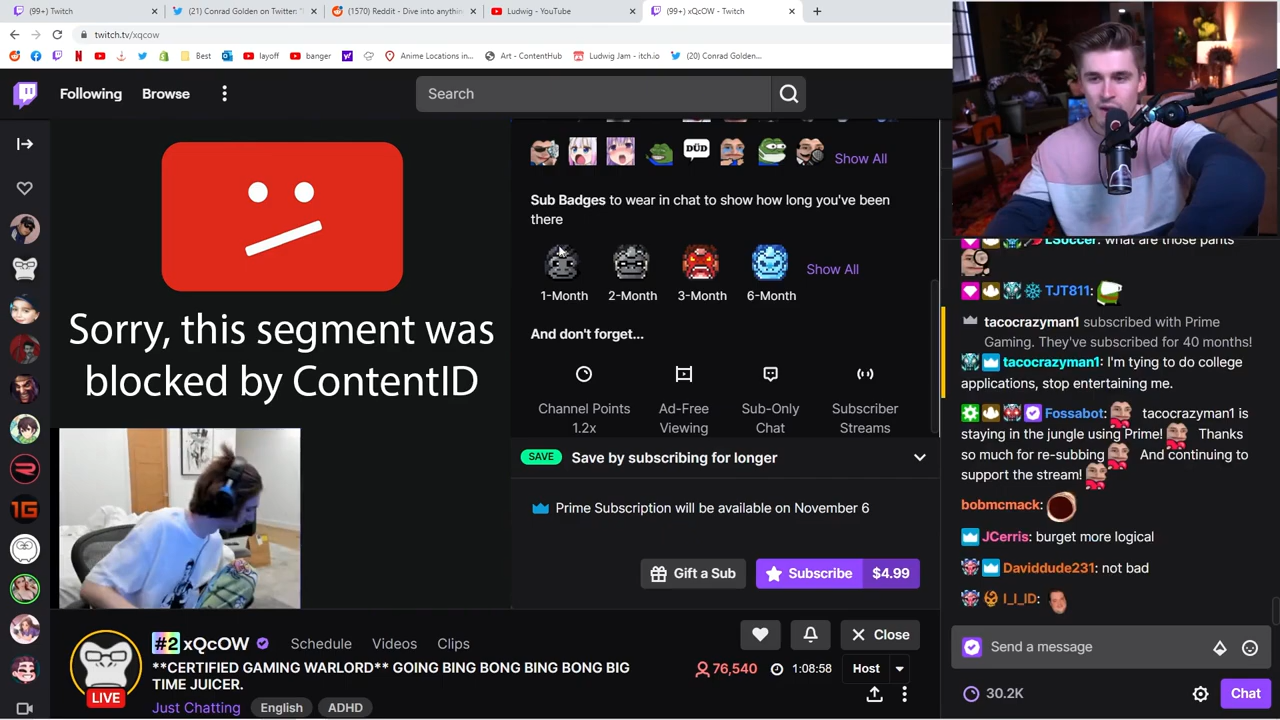 (99+) Twitch
(21) Conrad Golden on Twitter: "
(1570) Reddit - Dive into anythin
Ludwig - YouTube
(99+) xQcOW - Twitch
twitch.tv/xqcow
Best
layoff
banger
Anime Locations in...
Art - ContentHub
Ludwig Jam - itch.io
(20) Conrad Golden...
Following
Browse
Search
DÜD
Show All
Sub Badges to wear in chat to show how long you've been
there
Show All
1-Month
2-Month
3-Month
6-Month
And don't forget...
Channel Points
1.2x
Ad-Free
Viewing
Sub-Only
Chat
Subscriber
Streams
SAVE
Save by subscribing for longer
Prime Subscription will be available on November 6
Gift a Sub
Subscribe
$4.99
Sorry, this segment was
blocked by ContentID
1G
#2 xQcOW
Schedule
Videos
Clips
Close
**CERTIFIED GAMING WARLORD** GOING BING BONG BING BONG BIG
TIME JUICER.
76,540
1:08:58
Host
LIVE
Just Chatting
English
ADHD
LSoccer: what are those pants
TJT811:
tacocrazyman1 subscribed with Prime
Gaming. They've subscribed for 40 months!
tacocrazyman1: I'm tying to do college
applications, stop entertaining me.
Fossabot: tacocrazyman1 is
staying in the jungle using Prime! Thanks
so much for re-subbing And continuing to
support the stream!
bobmcmack:
JCerris: burget more logical
Daviddude231: not bad
I_I_ID:
Send a message
30.2K
Chat